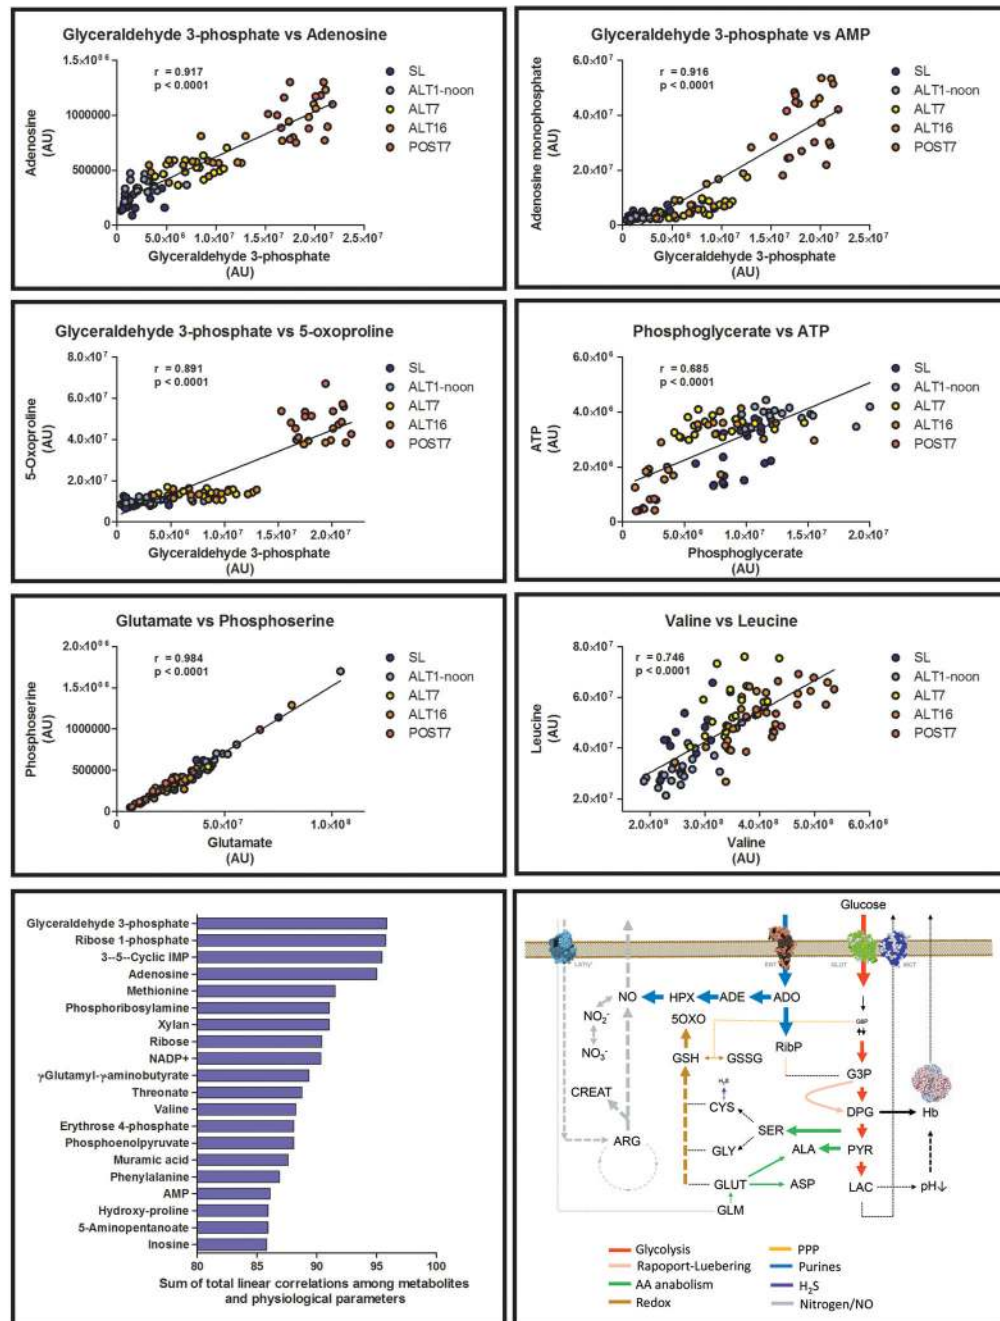 Glyceraldehyde 3-phosphate vs Adenosine
1.5×10⁰⁶
1000000
500000
0
r = 0.917
p < 0.0001
SL
ALT1-noon
ALT7
ALT16
POST7
Adenosine
(AU)
0
5.0×10⁶
1.0×10⁷
1.5×10⁷
2.0×10⁷
2.5×10⁷
Glyceraldehyde 3-phosphate
(AU)
Glyceraldehyde 3-phosphate vs AMP
6.0×10⁷
4.0×10⁷
2.0×10⁷
0
r = 0.916
p < 0.0001
SL
ALT1-noon
ALT7
ALT16
POST7
Adenosine monophosphate
(AU)
0
5.0×10⁶
1.0×10⁷
1.5×10⁷
2.0×10⁷
2.5×10⁷
Glyceraldehyde 3-phosphate
(AU)
Glyceraldehyde 3-phosphate vs 5-oxoproline
8.0×10⁷
6.0×10⁷
4.0×10⁷
2.0×10⁷
0
r = 0.891
p < 0.0001
SL
ALT1-noon
ALT7
ALT16
POST7
5-Oxoproline
(AU)
0
5.0×10⁶
1.0×10⁷
1.5×10⁷
2.0×10⁷
Glyceraldehyde 3-phosphate
(AU)
Phosphoglycerate vs ATP
6.0×10⁶
4.0×10⁶
2.0×10⁶
0
r = 0.685
p < 0.0001
SL
ALT1-noon
ALT7
ALT16
POST7
ATP
(AU)
5.0×10⁶
1.0×10⁷
1.5×10⁷
2.0×10⁷
Phosphoglycerate
(AU)
Glutamate vs Phosphoserine
2.0×10⁰⁶
1.5×10⁰⁶
1000000
500000
0
r = 0.984
p < 0.0001
SL
ALT1-noon
ALT7
ALT16
POST7
Phosphoserine
(AU)
0
5.0×10⁷
1.0×10⁸
Glutamate
(AU)
Valine vs Leucine
8.0×10⁷
6.0×10⁷
4.0×10⁷
2.0×10⁷
r = 0.746
p < 0.0001
SL
ALT1-noon
ALT7
ALT16
POST7
Leucine
(AU)
2.0×10⁸
3.0×10⁸
4.0×10⁸
5.0×10⁸
6.0×10⁸
Valine
(AU)
Glyceraldehyde 3-phosphate
Ribose 1-phosphate
3--5--Cyclic IMP
Adenosine
Methionine
Phosphoribosylamine
Xylan
Ribose
NADP+
γGlutamyl-γaminobutyrate
Threonate
Valine
Erythrose 4-phosphate
Phosphoenolpyruvate
Muramic acid
Phenylalanine
AMP
Hydroxy-proline
5-Aminopentanoate
Inosine
80
85
90
95
100
Sum of total linear correlations among metabolites
and physiological parameters
Glucose
GLUT
MCT
NO
HPX
ADE
ADO
NO₂⁻
NO₃⁻
5OXO
RibP
G6P
GSH
GSSG
G3P
H₂S
CREAT
CYS
DPG
Hb
SER
ARG
GLY
ALA
PYR
GLUT
ASP
LAC
pH↓
GLM
Glycolysis
Rapoport-Luebering
AA anabolism
Redox
PPP
Purines
H₂S
Nitrogen/NO